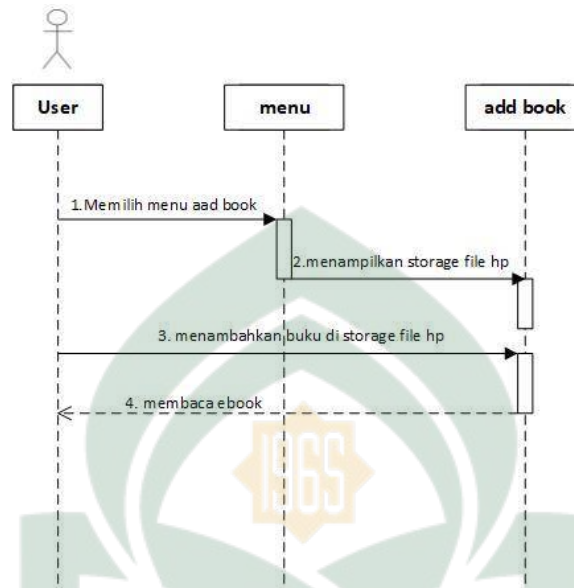 User
menu
add book
1.Memilih menu aad book
2.menampilkan storage file hp
3. menambahkan buku di storage file hp
4. membaca ebook
1965